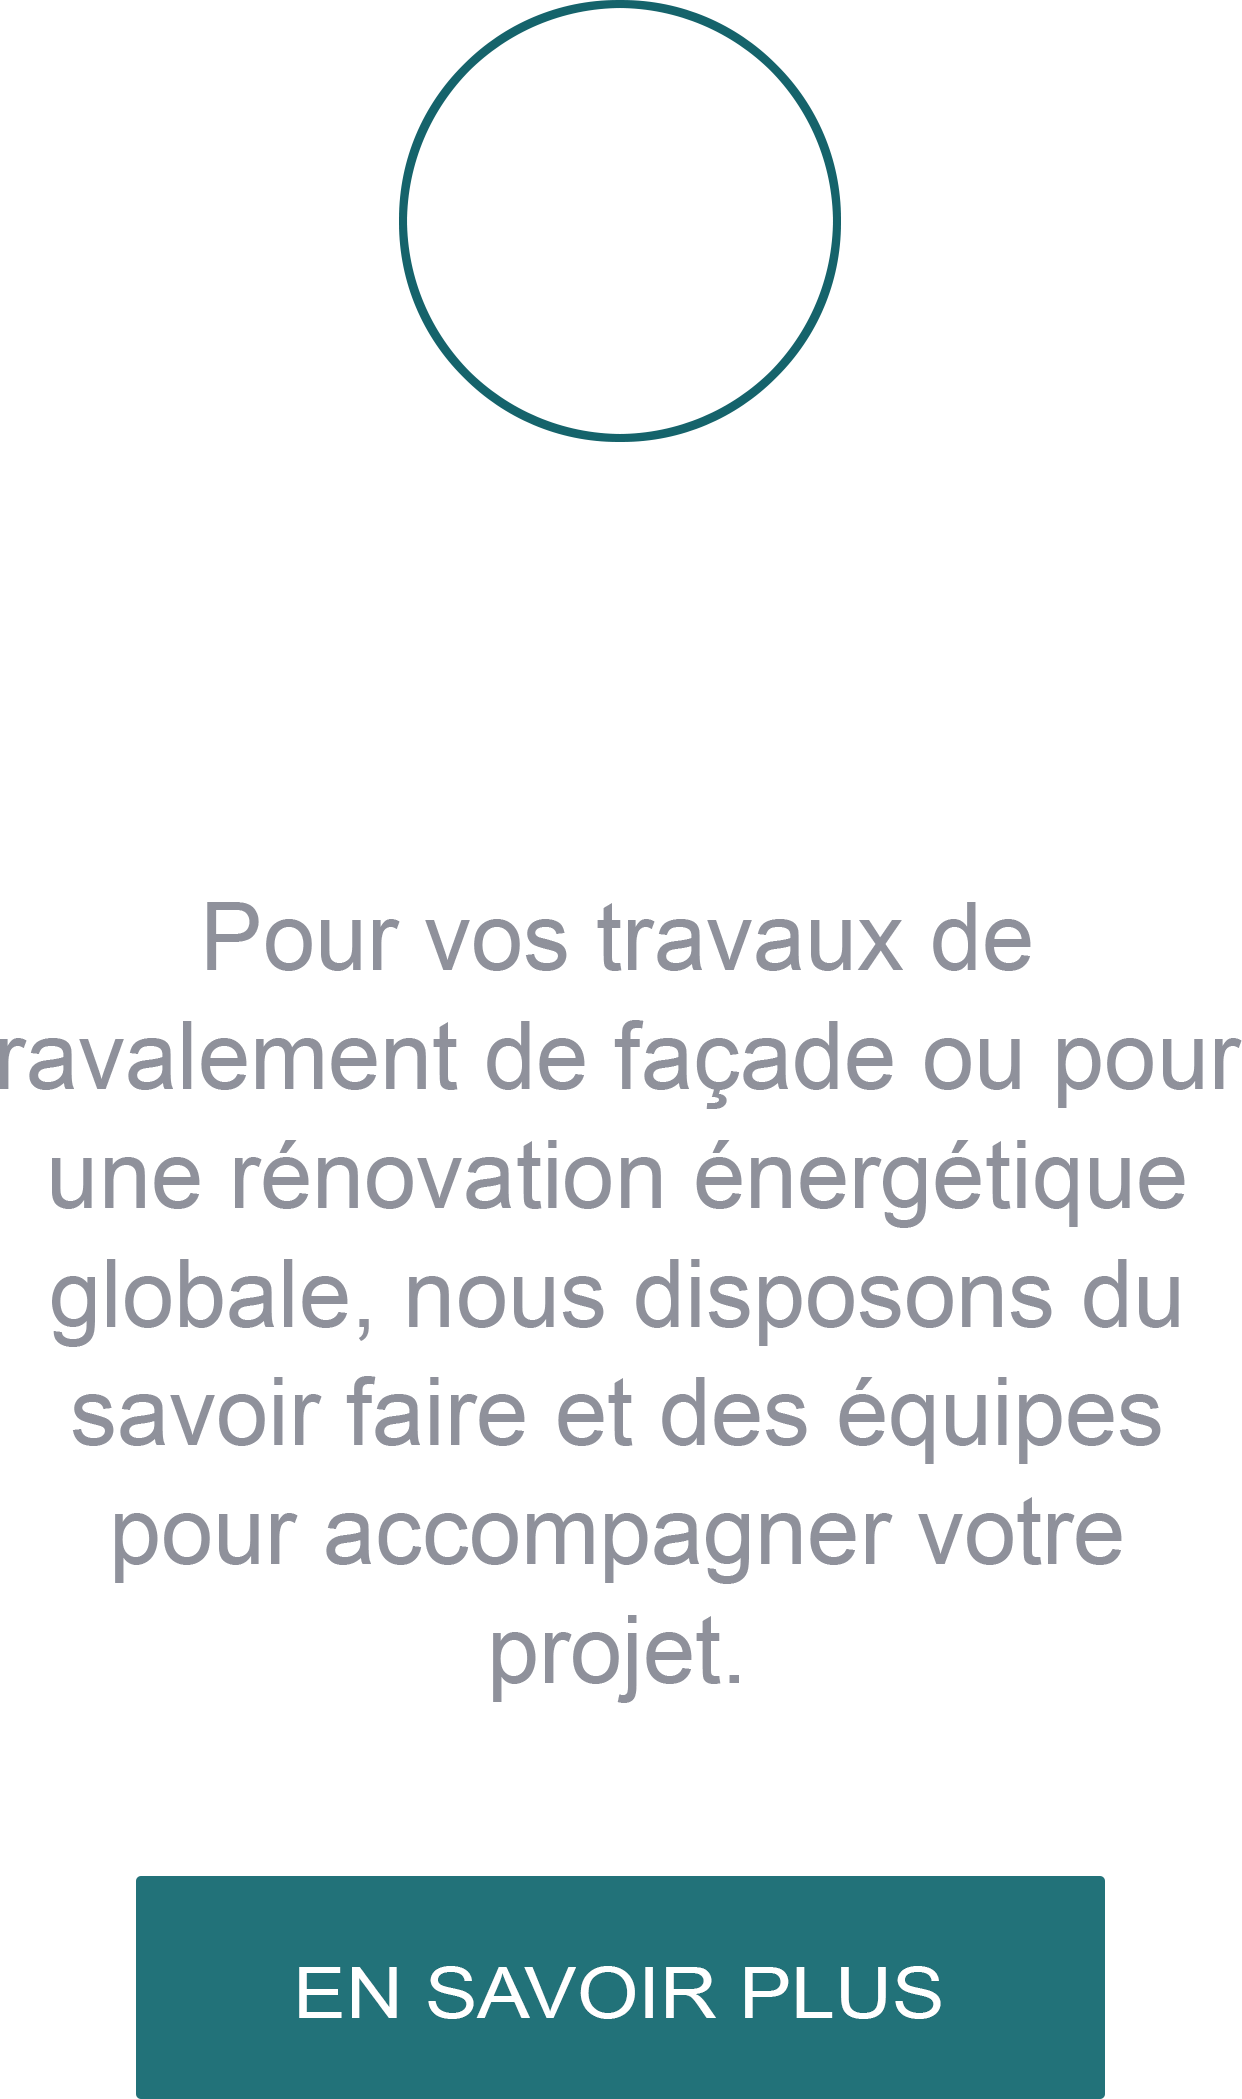 Pour vos travaux de
ravalement de façade ou pour
une rénovation énergétique
globale, nous disposons du
savoir faire et des équipes
pour accompagner votre
projet.
EN SAVOIR PLUS